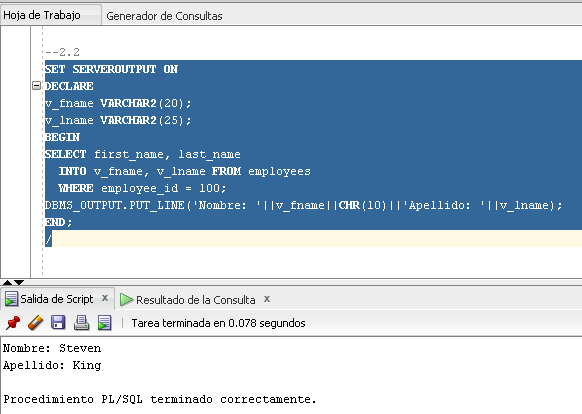 Hoja de Trabajo Generador de Consultas
--2.2
SET SERVEROUTPUT ON
DECLARE
v_fname VARCHAR2(20);
v_lname VARCHAR2(25);
BEGIN
SELECT first_name, last_name
INTO v_fname, v_lname FROM employees
WHERE employee_id = 100;
DBMS_OUTPUT.PUT_LINE('Nombre: '||v_fname||CHR(10)||'Apellido: '||v_lname);
END;
/
Salida de Script x Resultado de la Consulta x
Tarea terminada en 0.078 segundos
Nombre: Steven
Apellido: King
Procedimiento PL/SQL terminado correctamente.